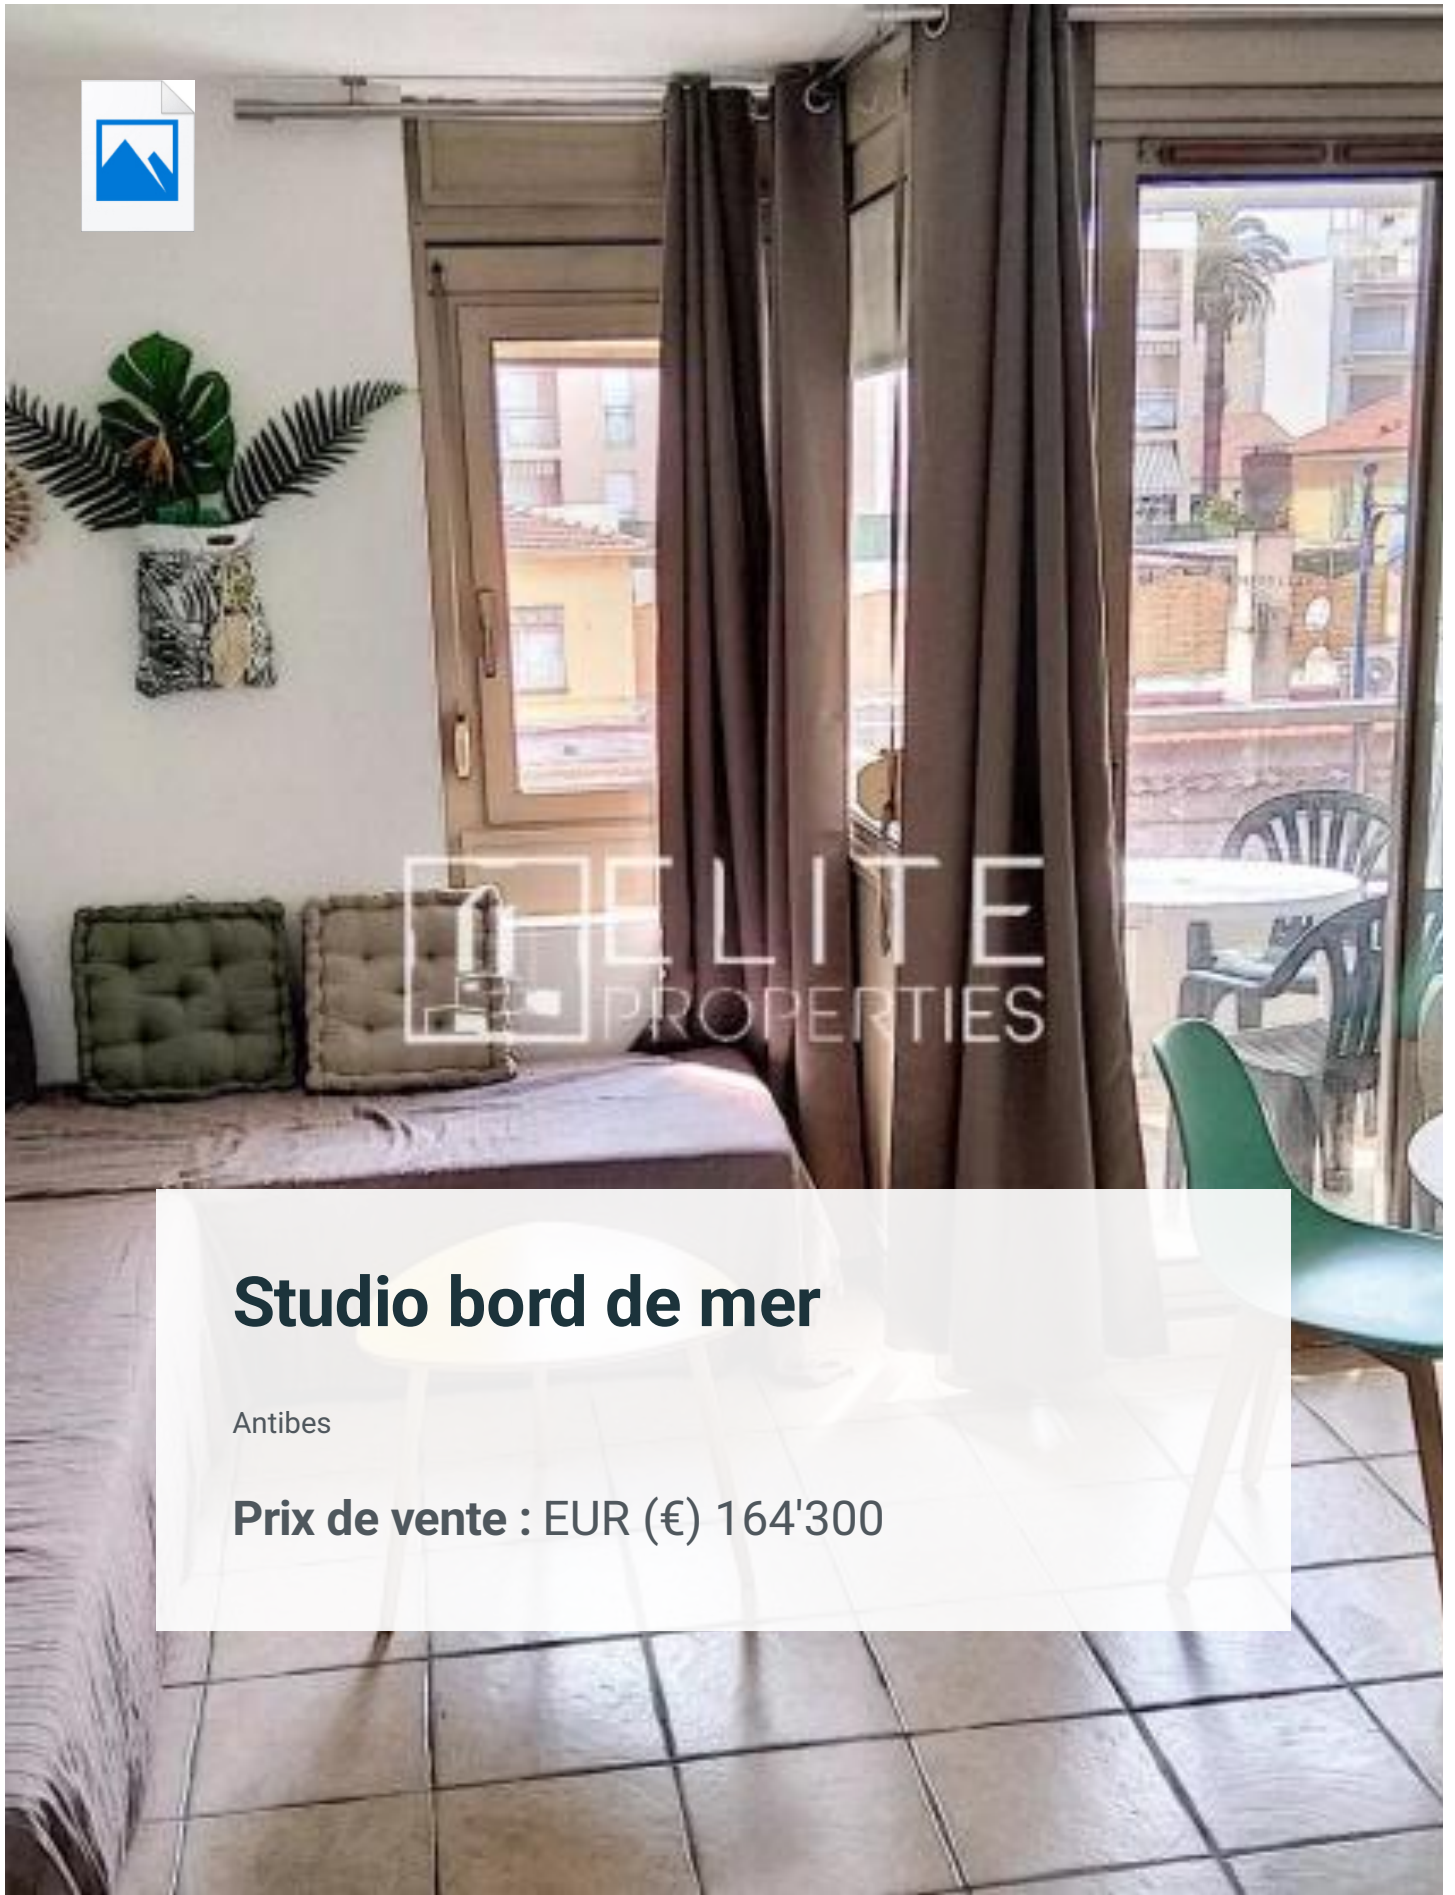 ELITE
PROPERTIES
Studio bord de mer
Antibes
Prix de vente : EUR (€) 164'300